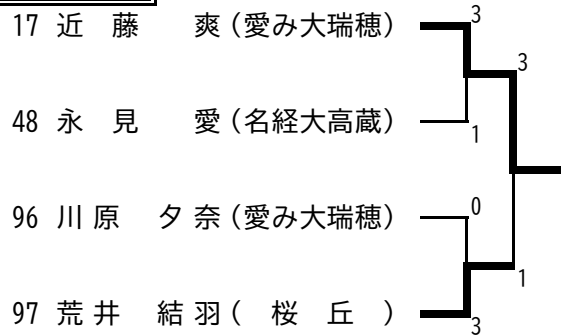 17 近 藤 爽 (愛み大瑞穂) 3
3
48 永 見 愛 (名経大高蔵) 1
96 川 原 夕 奈 (愛み大瑞穂) 0
1
97 荒 井 結 羽 ( 桜 丘 ) 3